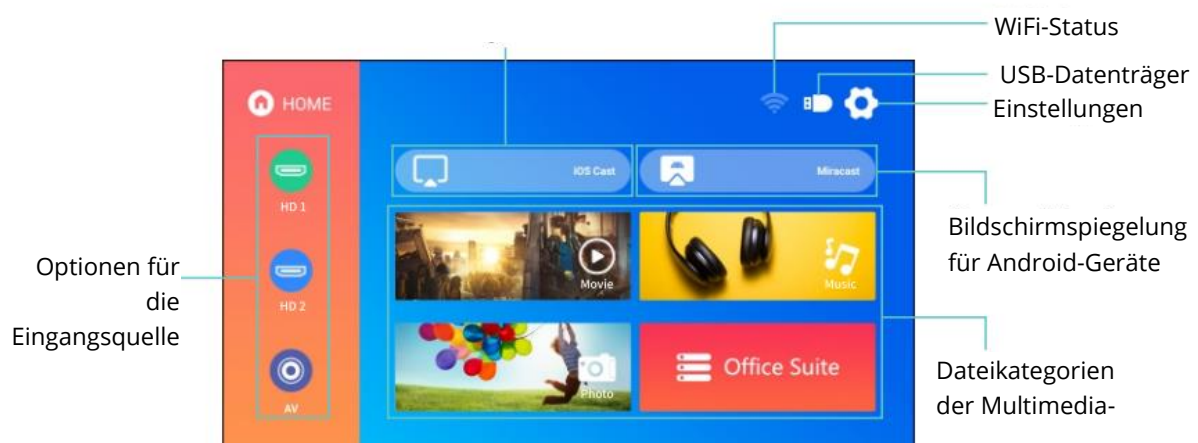 WiFi-Status
USB-Datenträger
Einstellungen
HOME
iOS Cast
Miracast
HD 1
HD 2
AV
Movie
Music
Photo
Office Suite
Optionen für
die
Eingangsquelle
Bildschirmspiegelung
für Android-Geräte
Dateikategorien
der Multimedia-